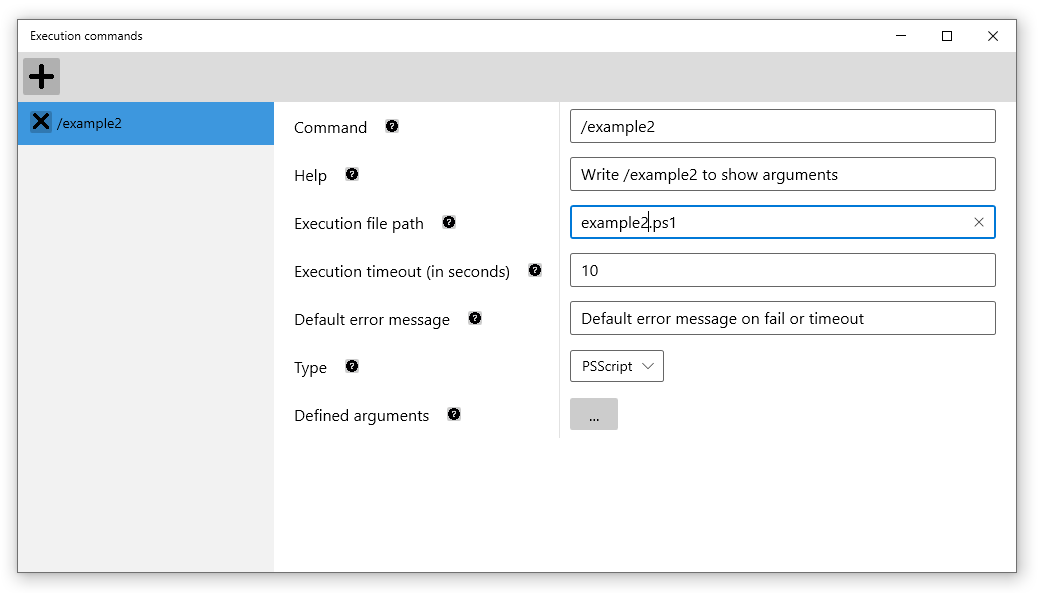 Execution commands
/example2
Command
/example2
Help
Write /example2 to show arguments
Execution file path
example2.ps1
Execution timeout (in seconds)
10
Default error message
Default error message on fail or timeout
Type
PSScript
Defined arguments
...